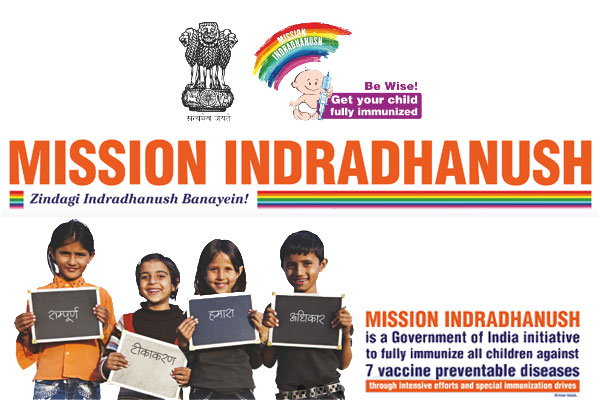 MISSION
INDRADHANUSH
सत्यमेव जयते
Be Wise!
Get your child
fully immunized
MISSION INDRADHANUSH
Zindagi Indradhanush Banayein!
सम्पूर्ण
टीकाकरण
हमारा
अधिकार
MISSION INDRADHANUSH
is a Government of India initiative
to fully immunize all children against
7 vaccine preventable diseases
through intensive efforts and special immunization drives